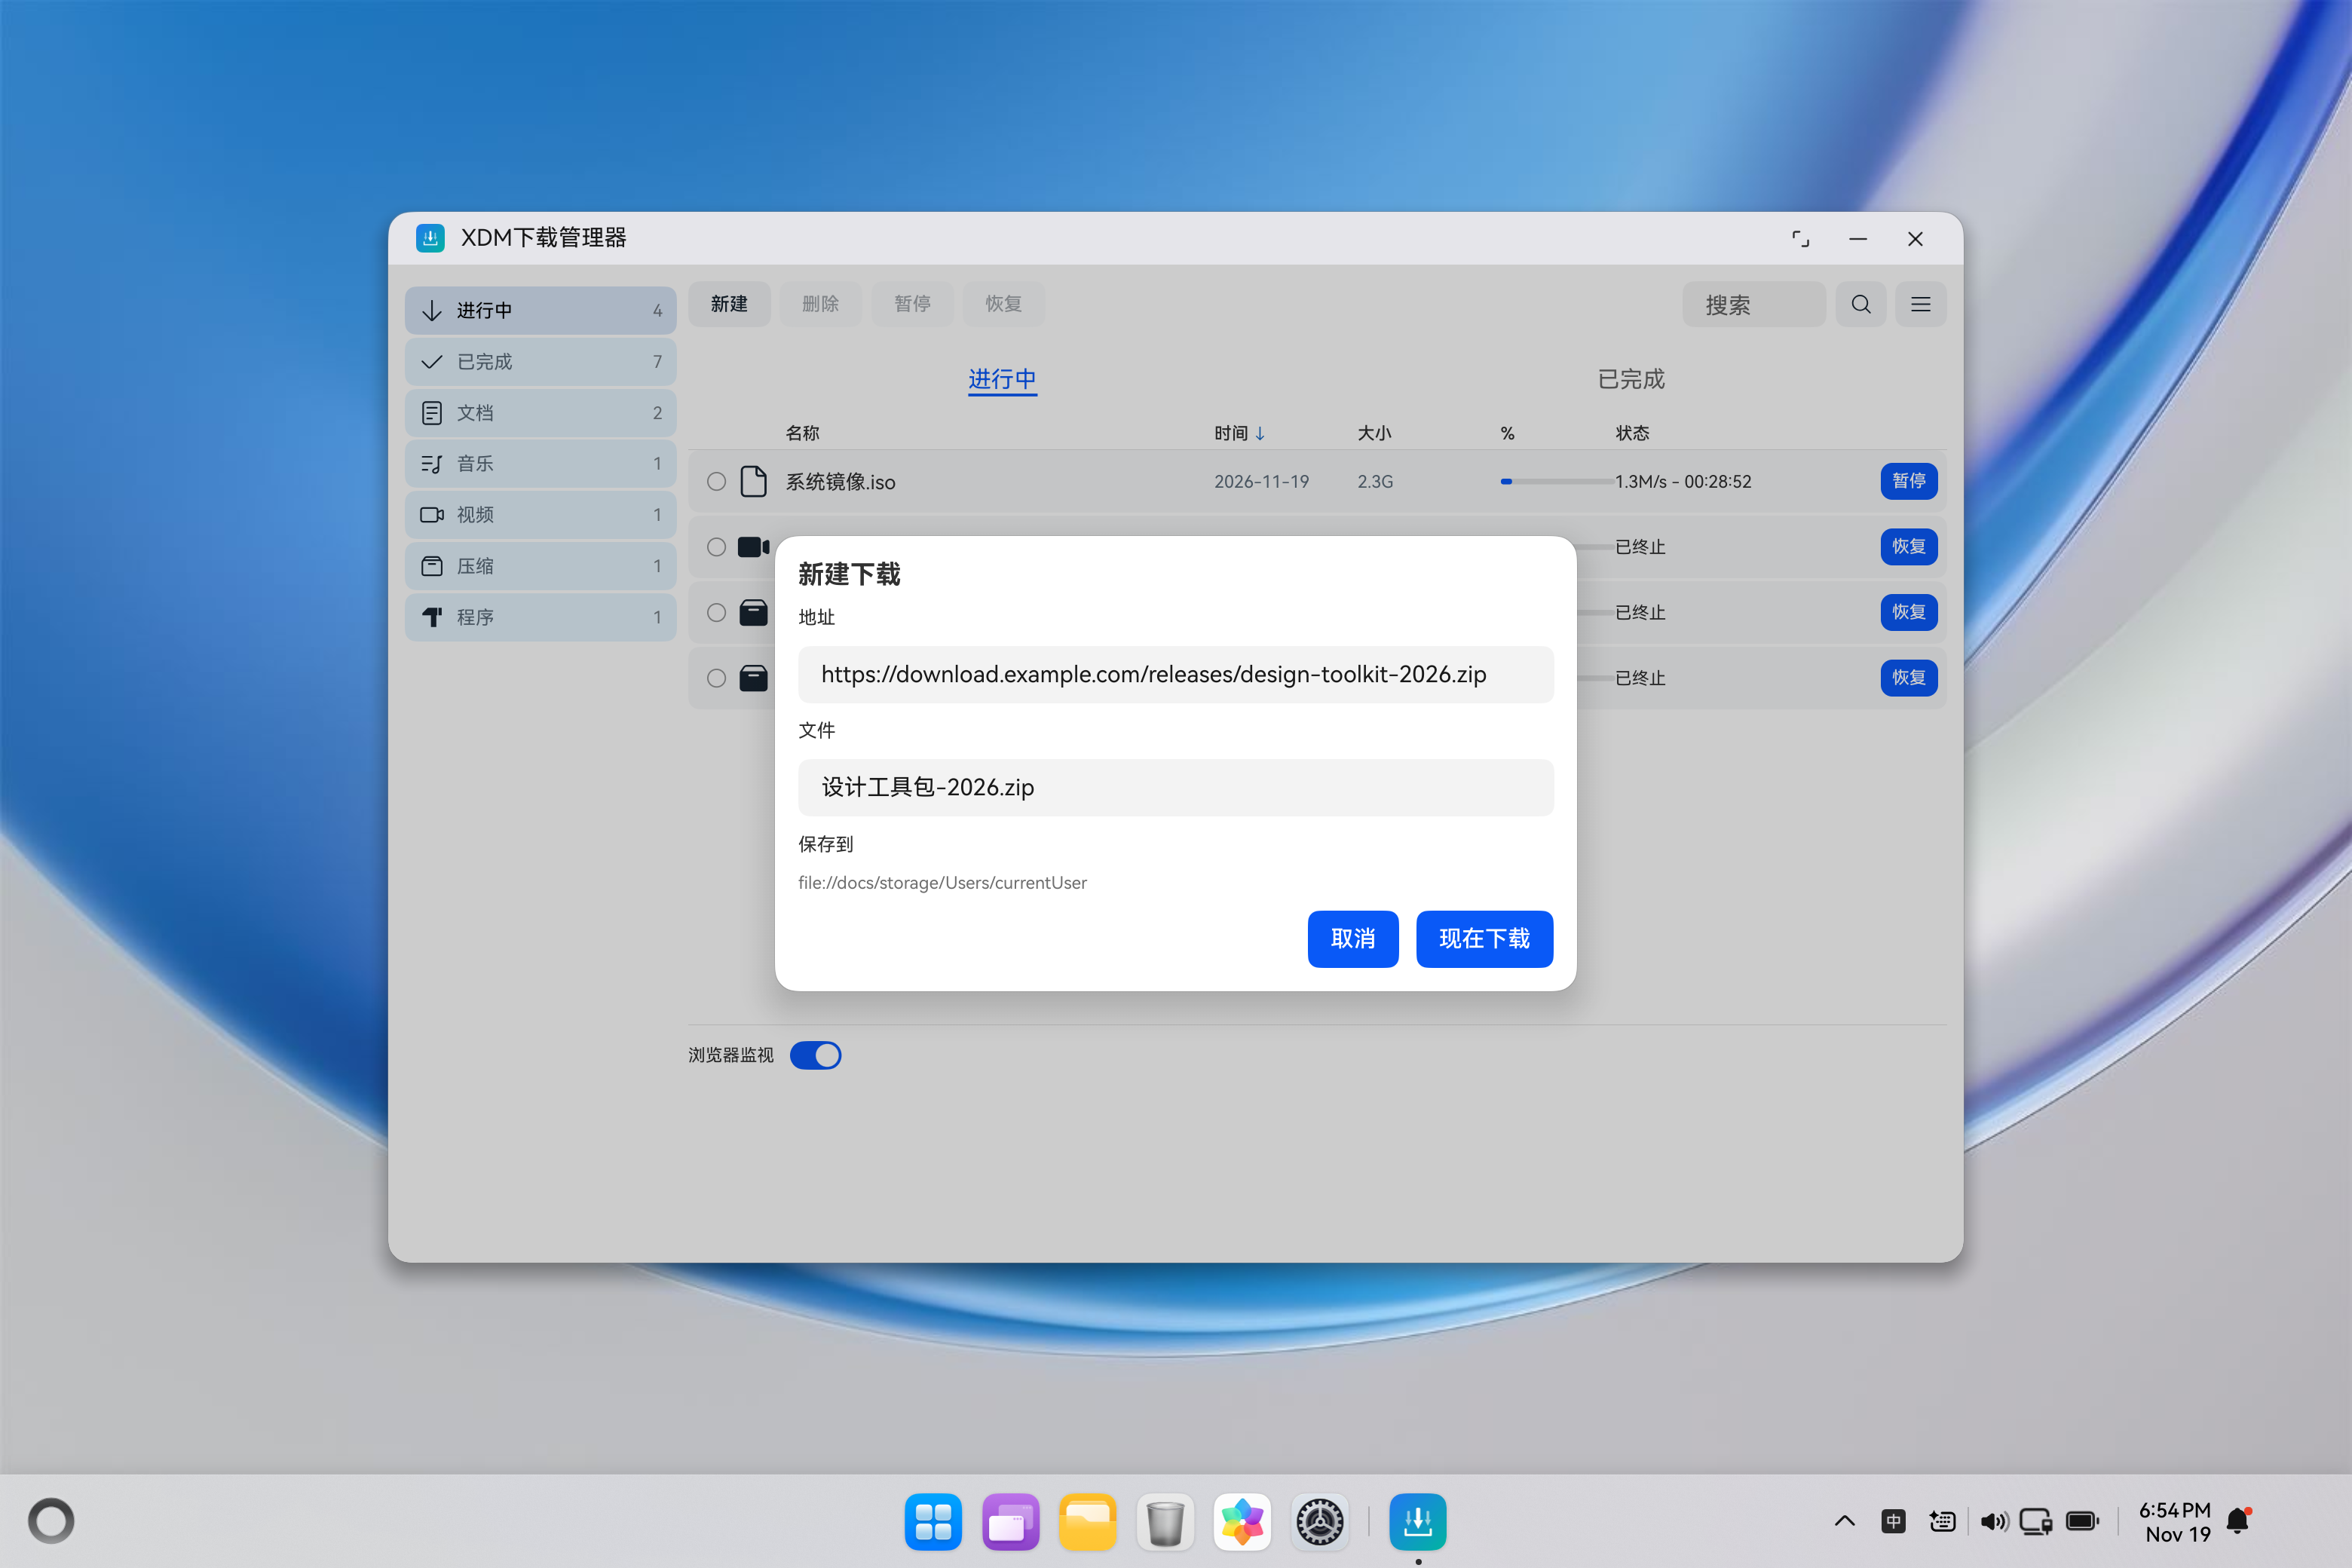 XDM下载管理器
进行中 4
已完成 7
文档 2
音乐 1
视频 1
压缩 1
程序 1
新建 删除 暂停 恢复 搜索
进行中 已完成
名称 时间 大小 % 状态
系统镜像.iso 2026-11-19 2.3G 1.3M/s - 00:28:52 暂停
已终止 恢复
已终止 恢复
已终止 恢复
新建下载
地址
https://download.example.com/releases/design-toolkit-2026.zip
文件
设计工具包-2026.zip
保存到
file://docs/storage/Users/currentUser
取消 现在下载
浏览器监视
中
6:54 PM
Nov 19